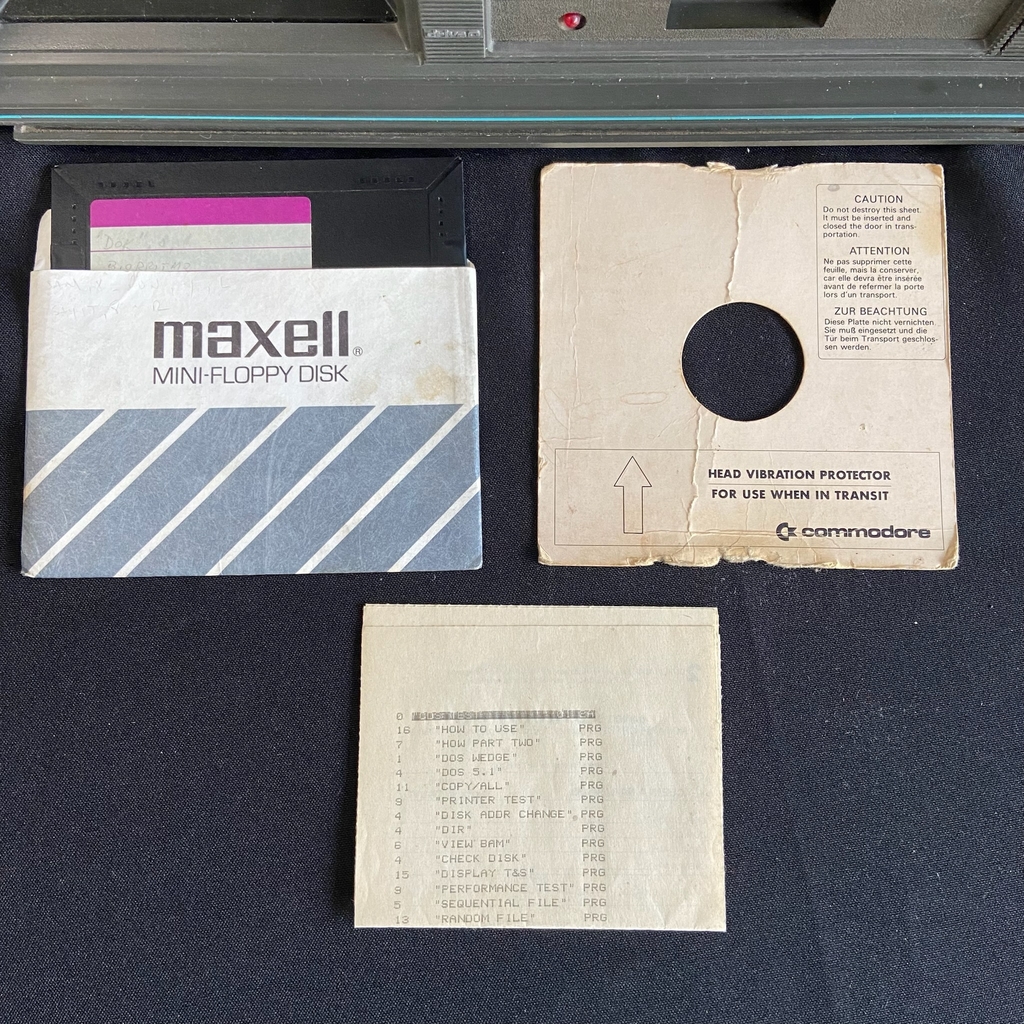 maxell®
MINI-FLOPPY DISK
CAUTION
Do not destroy this sheet.
It must be inserted and
closed the door in trans-
portation.
ATTENTION
Ne pas supprimer cette
feuille, mais la conserver,
car elle devra être insérée
avant de refermer la porte
lors d'un transport.
ZUR BEACHTUNG
Diese Platte nicht vernichten.
Sie muß eingesetzt und die
Tür beim Transport geschlos-
sen werden.
HEAD VIBRATION PROTECTOR
FOR USE WHEN IN TRANSIT
commodore
0
16 "HOW TO USE" PRG
7 "HOW PART TWO" PRG
1 "DOS WEDGE" PRG
4 "DOS 5.1" PRG
11 "COPY/ALL" PRG
9 "PRINTER TEST" PRG
4 "DISK ADDR CHANGE" PRG
4 "DIR" PRG
6 "VIEW BAM" PRG
4 "CHECK DISK" PRG
15 "DISPLAY T&S" PRG
9 "PERFORMANCE TEST" PRG
5 "SEQUENTIAL FILE" PRG
13 "RANDOM FILE" PRG